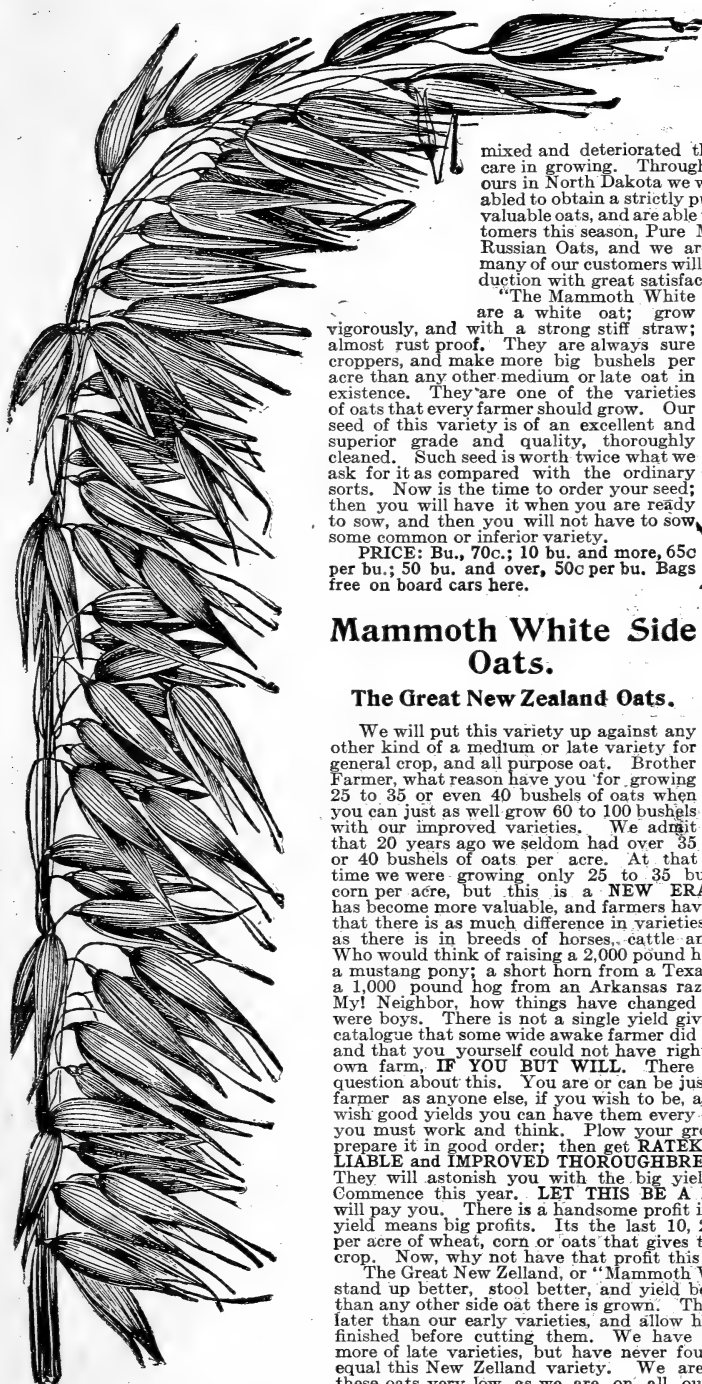 mixed and deteriorated
care in growing. Through
ours in North Dakota we
abled to obtain a strictly
valuable oats, and are able
tomers this season, Pure
Russian Oats, and we
many of our customers will
duction with great
"The Mammoth White
are a white oat; grow
vigorously, and with a strong stiff straw;
almost rust proof. They are always sure
croppers, and make more big bushels per
acre than any other medium or late oat in
existence. They are one of the varieties
of oats that every farmer should grow. Our
seed of this variety is of an excellent and
superior grade and quality, thoroughly
cleaned. Such seed is worth twice what we
ask for it as compared with the ordinary
sorts. Now is the time to order your seed;
then you will have it when you are ready
to sow, and then you will not have to sow
some common or inferior variety.
PRICE: Bu., 70c.; 10 bu. and more, 65c
per bu.; 50 bu. and over, 50c per bu. Bags
free on board cars here.
Mammoth White Side
Oats.
The Great New Zealand Oats.
We will put this variety up against any
other kind of a medium or late variety for
general crop, and all purpose oat. Brother
Farmer, what reason have you for growing
25 to 35 or even 40 bushels of oats when
you can just as well grow 60 to 100 bushels
with our improved varieties. We admit
that 20 years ago we seldom had over 35
or 40 bushels of oats per acre. At that
time we were growing only 25 to 35
corn per acre, but this is a NEW ERA
has become more valuable, and farmers
that there is as much difference in varieties
as there is in breeds of horses, cattle
Who would think of raising a 2,000 pound
a mustang pony; a short horn from a
a 1,000 pound hog from an Arkansas
My! Neighbor, how things have changed
were boys. There is not a single yield
catalogue that some wide awake farmer did
and that you yourself could not have
own farm, IF YOU BUT WILL. There
question about this. You are or can be
farmer as anyone else, if you wish to be,
wish good yields you can have them every
you must work and think. Plow your
prepare it in good order; then get
LIABLE and IMPROVED
They will astonish you with the big
Commence this year. LET THIS BE A
will pay you. There is a handsome profit
yield means big profits. Its the last 10,
per acre of wheat, corn or oats that gives
crop. Now, why not have that profit this
The Great New Zelland, or "Mammoth
stand up better, stool better, and yield
than any other side oat there is grown.
later than our early varieties, and allow
finished before cutting them. We have
more of late varieties, but have never
equal this New Zelland variety. We are
these oats very low, as we are on all